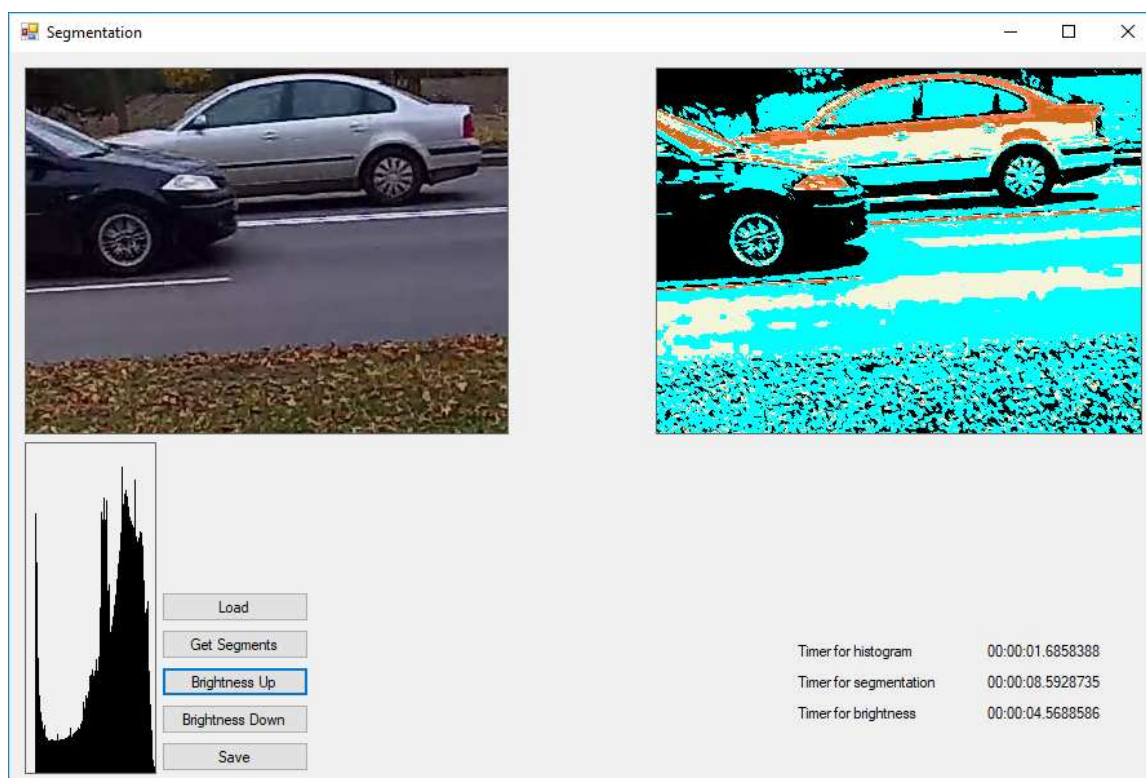 Segmentation
Load
Get Segments
Brightness Up
Brightness Down
Save
Timer for histogram 00:00:01.6858388
Timer for segmentation 00:00:08.5928735
Timer for brightness 00:00:04.5688586